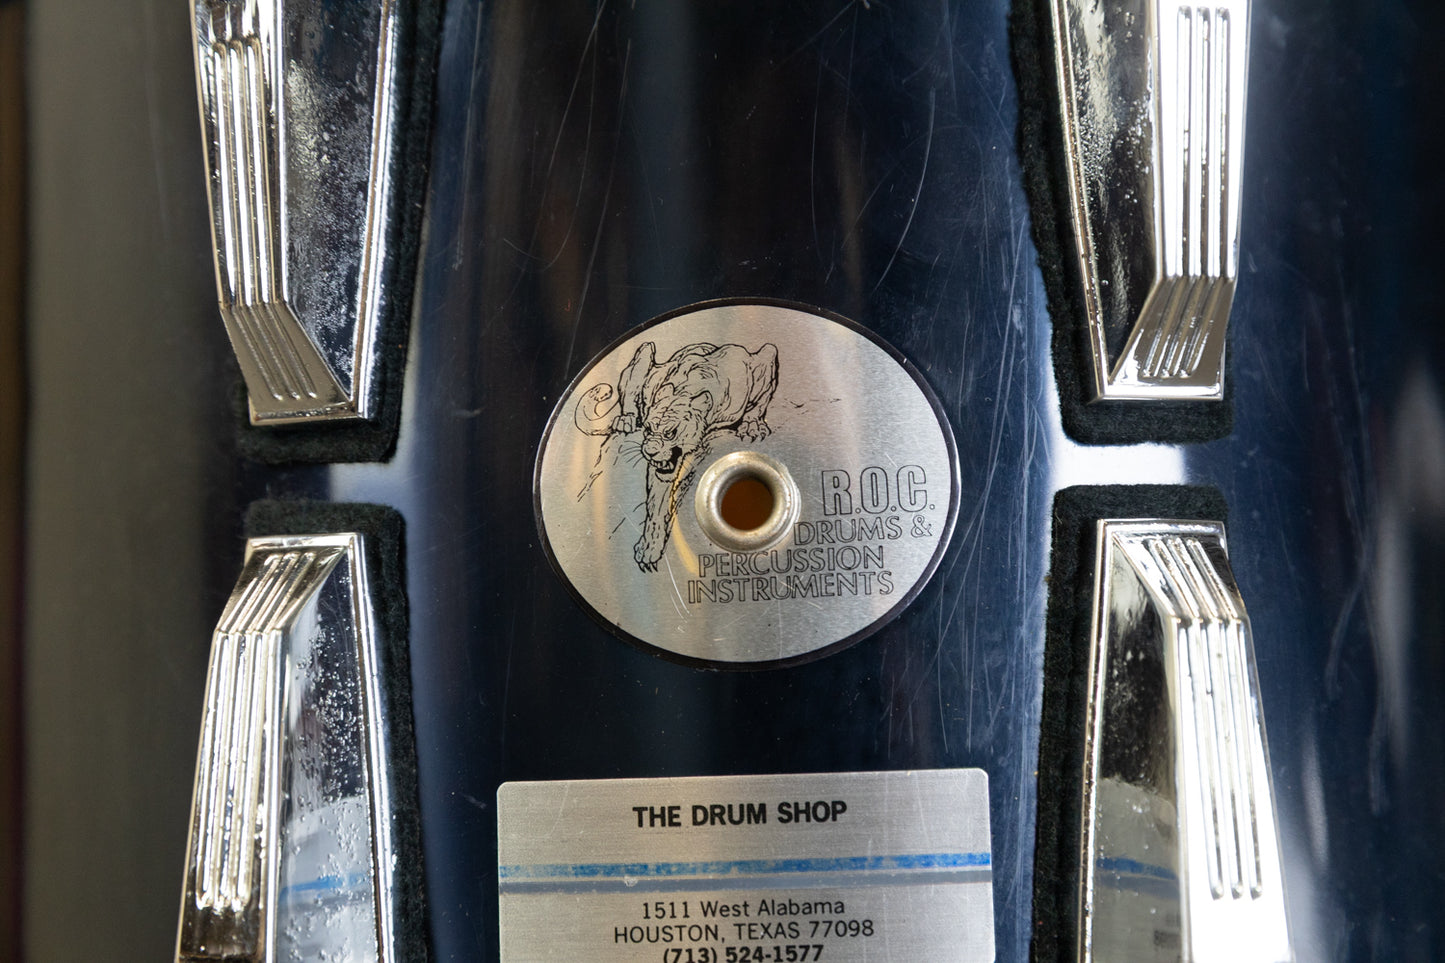 R.O.C.
DRUMS &
PERCUSSION
INSTRUMENTS
THE DRUM SHOP
1511 West Alabama
HOUSTON, TEXAS 77098
(713) 524-1577